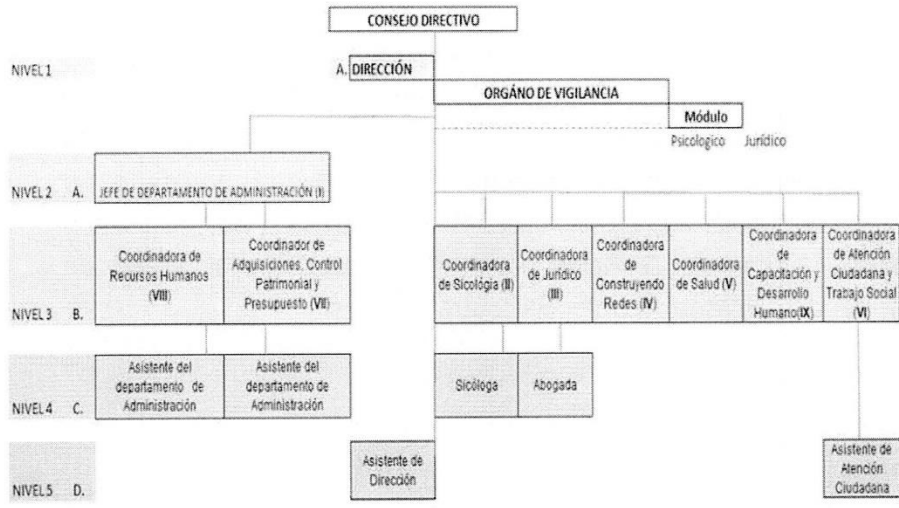 CONSEJO DIRECTIVO
NIVEL 1
A. DIRECCIÓN
ORGÁNO DE VIGILANCIA
Módulo
Psicologico Jurídico
NIVEL 2 A.
JEFE DE DEPARTAMENTO DE ADMINISTRACIÓN (I)
NIVEL 3 B.
Coordinadora de
Recursos Humanos
(VIII)
Coordinador de
Adquisiciones, Control
Patrimonial y
Presupuesto (VII)
Coordinadora
de Sicológia (II)
Coordinadora
de Jurídico
(III)
Coordinadora
de
Construyendo
Redes (IV)
Coordinadora
de Salud (V)
Coordinadora
de
Capacitación y
Desarrollo
Humano(IX)
Coordinadora
de Atención
Ciudadana y
Trabajo Social
(VI)
NIVEL 4 C.
Asistente del
departamento de
Administración
Asistente del
departamento de
Administración
Sicóloga
Abogada
NIVEL 5 D.
Asistente de
Dirección
Asistente de
Atención
Ciudadana